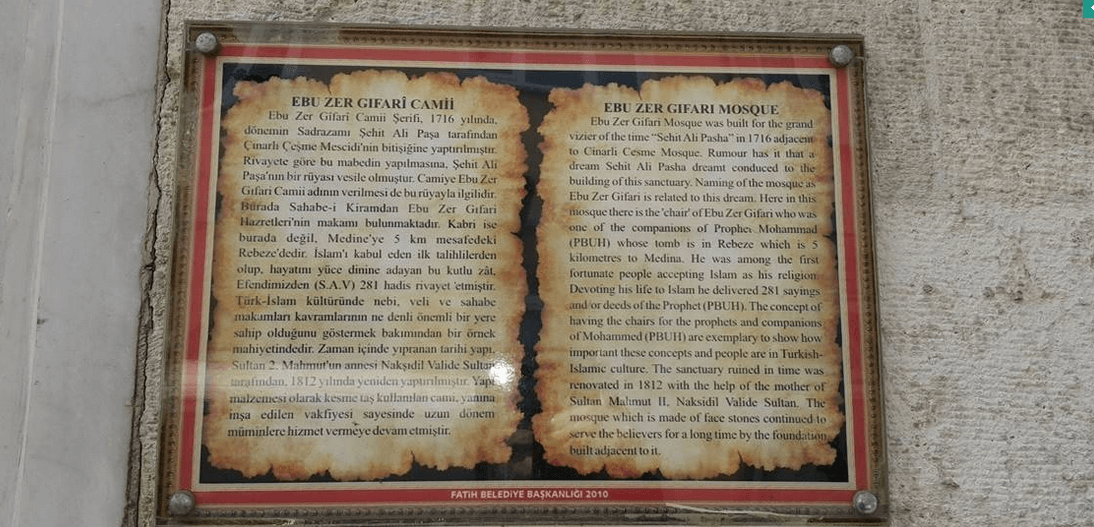 EBU ZER GIFARÎ CAMİİ
Ebu Zer Gifarî Camii Şerifi, 1716 yılında,
dönemin Sadrazamı Şehit Ali Paşa tarafından
Çınarlı Çeşme Mescidi'nin bitişiğine yaptırılmıştır.
Rivayete göre bu mabedin yapılmasına, Şehit Ali
Paşa'nın bir rüyası vesile olmuştur. Camiye Ebu Zer
Gıfari Camii adının verilmesi de bu rüyayla ilgilidir.
Burada Sahabe-i Kiramdan Ebu Zer Gıfari
Hazretleri'nin makamı bulunmaktadır. Kabri ise
burada değil, Medine'ye 5 km mesafedeki
Rebeze'dedir. İslam'ı kabul eden ilk talihlilerden
olup, hayatını yüce dinine adayan bu kutlu zât,
Efendimizden (S.A.V) 281 hadis rivayet etmiştir.
Türk-İslam kültüründe nebi, veli ve sahabe
makamları kavramlarının ne denli önemli bir yere
sahip olduğunu göstermek bakımından bir örnek
mahiyetindedir. Zaman içinde yıpranan tarihi yapı,
Sultan 2. Mahmut'un annesi Nakşidil Valide Sultan
tarafından, 1812 yılında yeniden yaptırılmıştır. Yapı
malzemesi olarak kesme taş kullanılan cami, yanına
inşa edilen vakfiyesi sayesinde uzun dönem
müminlere hizmet vermeye devam etmiştir.
EBU ZER GIFARI MOSQUE
Ebu Zer Gifari Mosque was built for the grand
vizier of the time “Sehit Ali Pasha” in 1716 adjacent
to Cinarli Cesme Mosque. Rumour has it that a
dream Sehit Ali Pasha dreamt conduced to the
building of this sanctuary. Naming of the mosque as
Ebu Zer Gifari is related to this dream. Here in this
mosque there is the 'chair' of Ebu Zer Gifari who was
one of the companions of Prophet Mohammad
(PBUH) whose tomb is in Rebeze which is 5
kilometres to Medina. He was among the first
fortunate people accepting Islam as his religion.
Devoting his life to Islam he delivered 281 sayings
and/or deeds of the Prophet (PBUH). The concept of
having the chairs for the prophets and companions
of Mohammed (PBUH) are exemplary to show how
important these concepts and people are in Turkish-
Islamic culture. The sanctuary ruined in time was
renovated in 1812 with the help of the mother of
Sultan Mahmut II, Naksidil Valide Sultan. The
mosque which is made of face stones continued to
serve the believers for a long time by the foundation
built adjacent to it.
FATİH BELEDİYE BAŞKANLIĞI 2010